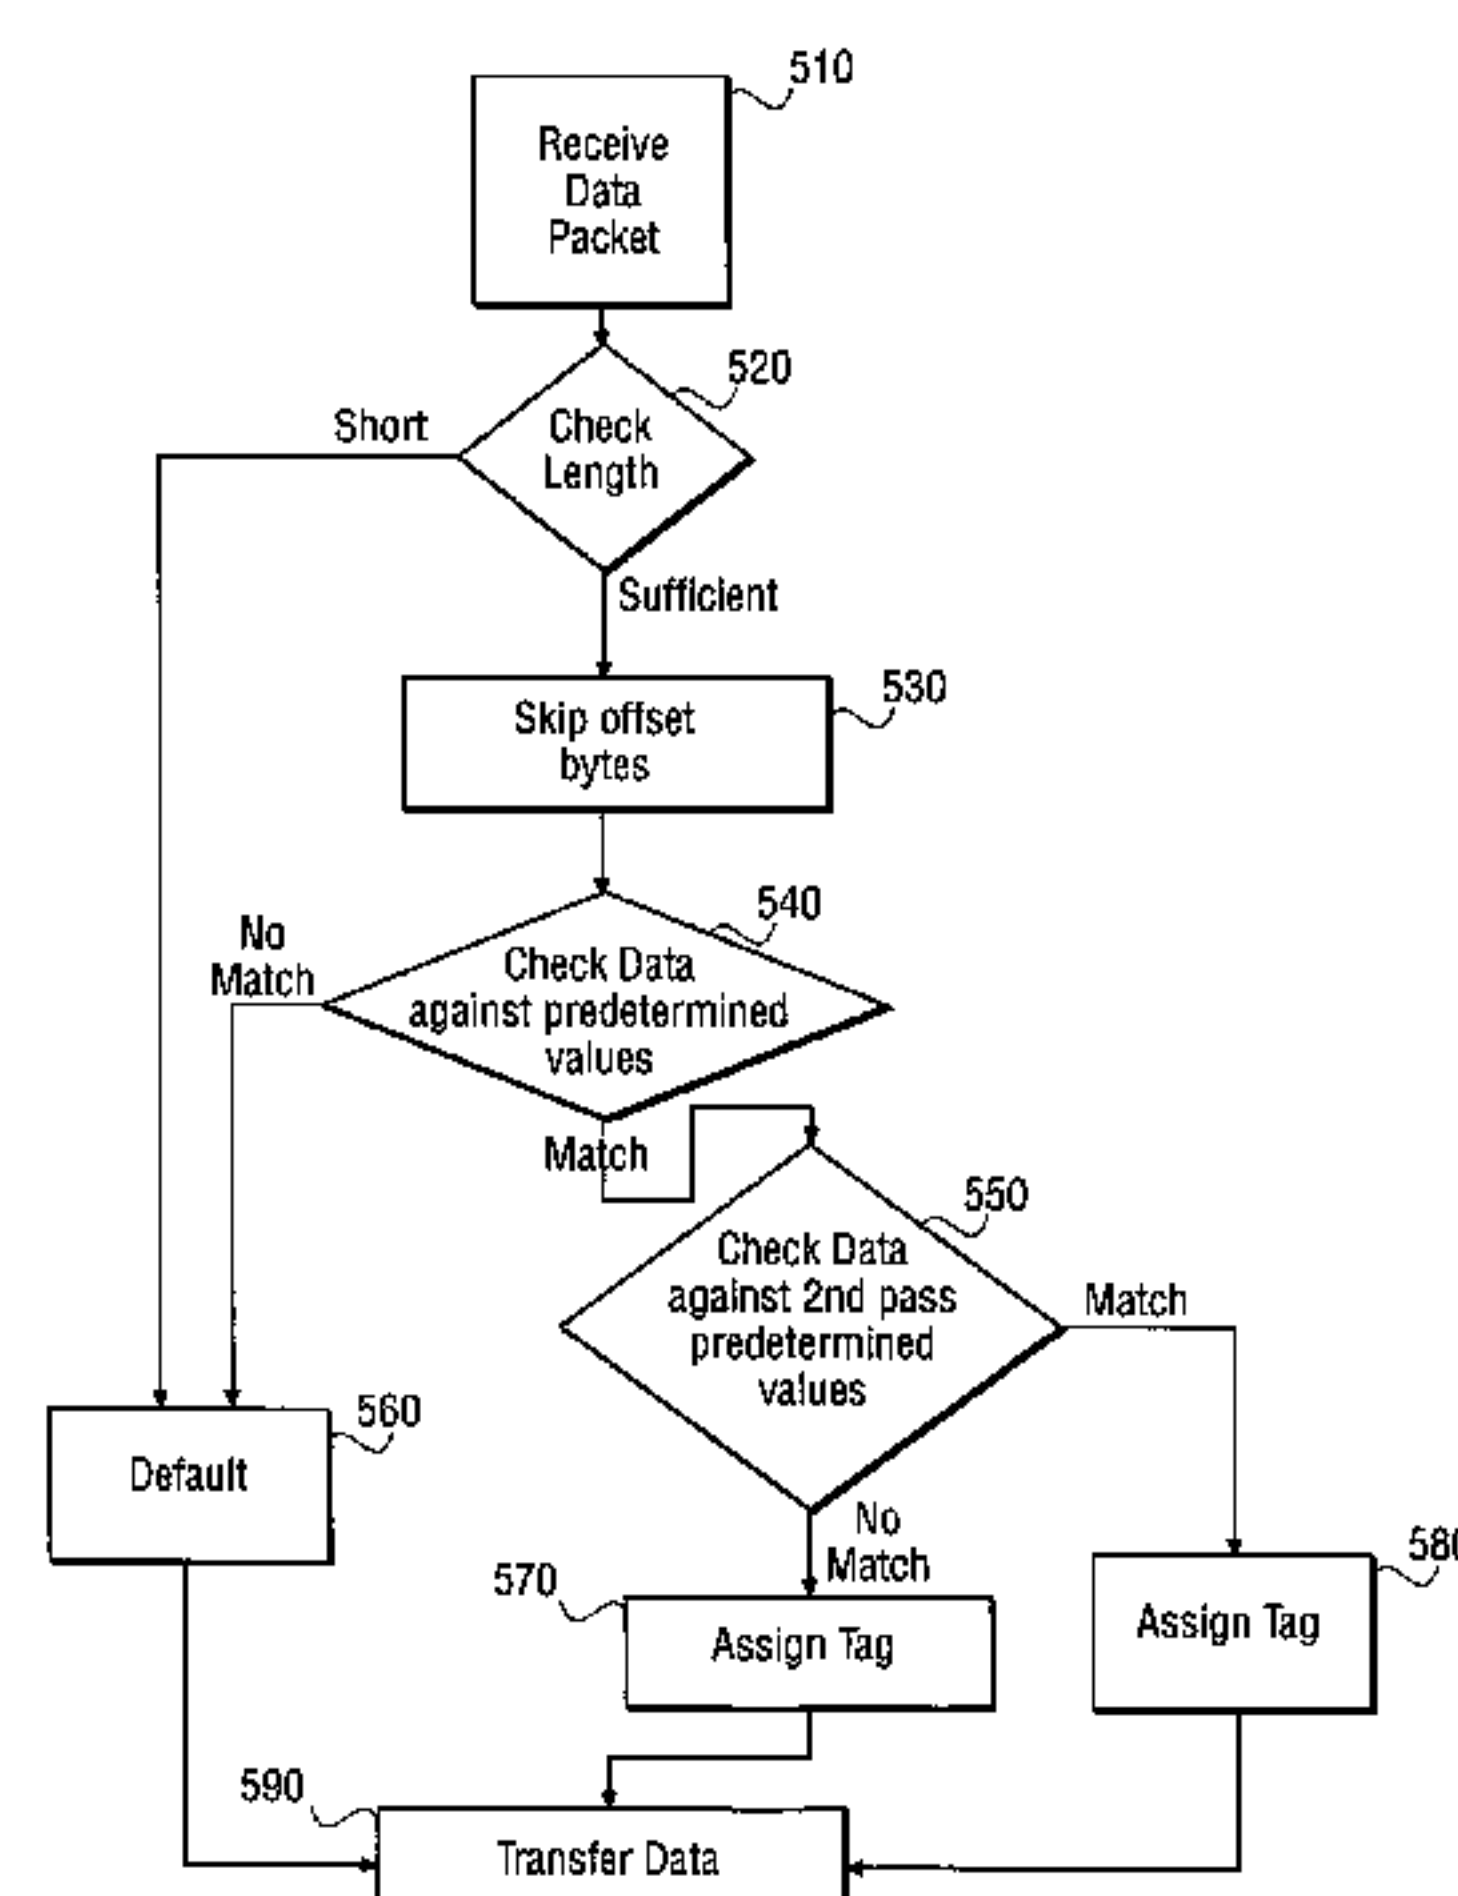 510
Receive
Data
Packet
520
Short
Check
Length
Sufficient
530
Skip offset
bytes
540
No
Match
Check Data
against predetermined
values
Match
550
Check Data
against 2nd pass
predetermined
values
Match
560
Default
No
Match
570
Assign Tag
580
Assign Tag
590
Transfer Data